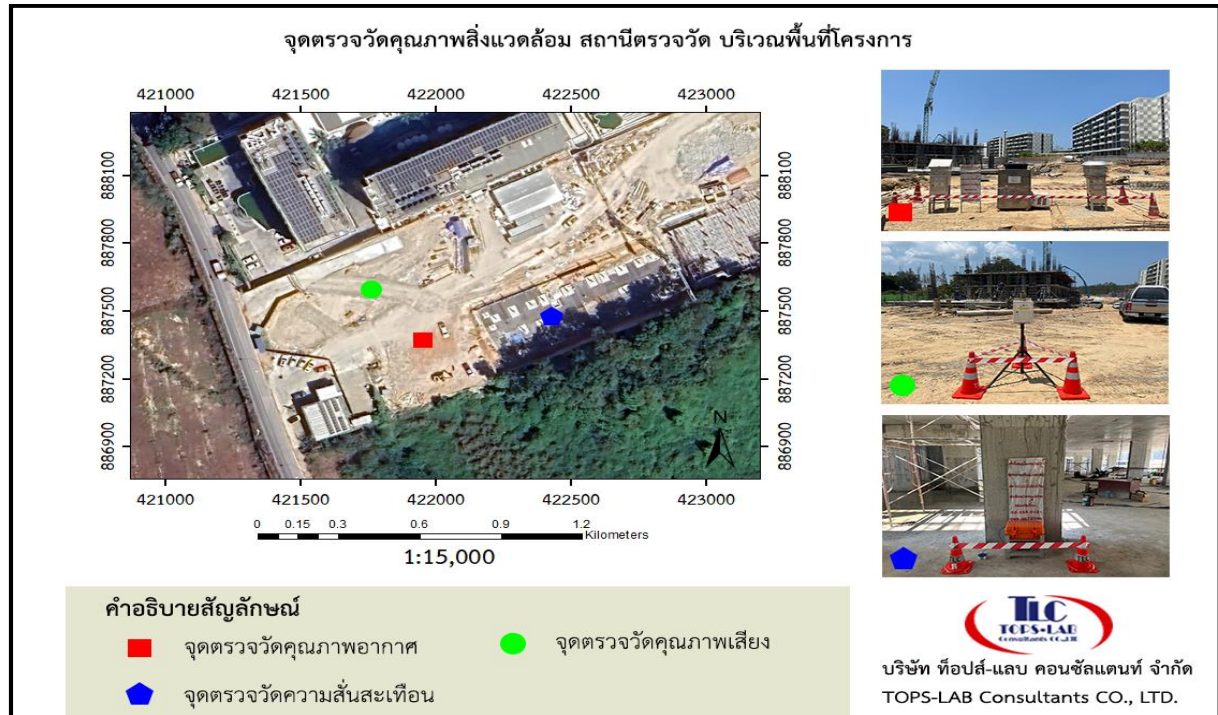 จุดตรวจวัดคุณภาพสิ่งแวดล้อม สถานีตรวจวัด บริเวณพื้นที่โครงการ
421000 421500 422000 422500 423000
888100 888100
887800 887800
887500 887500
887200 887200
886900 886900
N
421000 421500 422000 422500 423000
0 0.15 0.3 0.6 0.9 1.2
Kilometers
1:15,000
คำอธิบายสัญลักษณ์
จุดตรวจวัดคุณภาพอากาศ
จุดตรวจวัดคุณภาพเสียง
จุดตรวจวัดความสั่นสะเทือน
TLC
TOPS-LAB
Consultants CO.,LTD.
บริษัท ท็อปส์-แลบ คอนซัลแตนท์ จำกัด
TOPS-LAB Consultants CO., LTD.